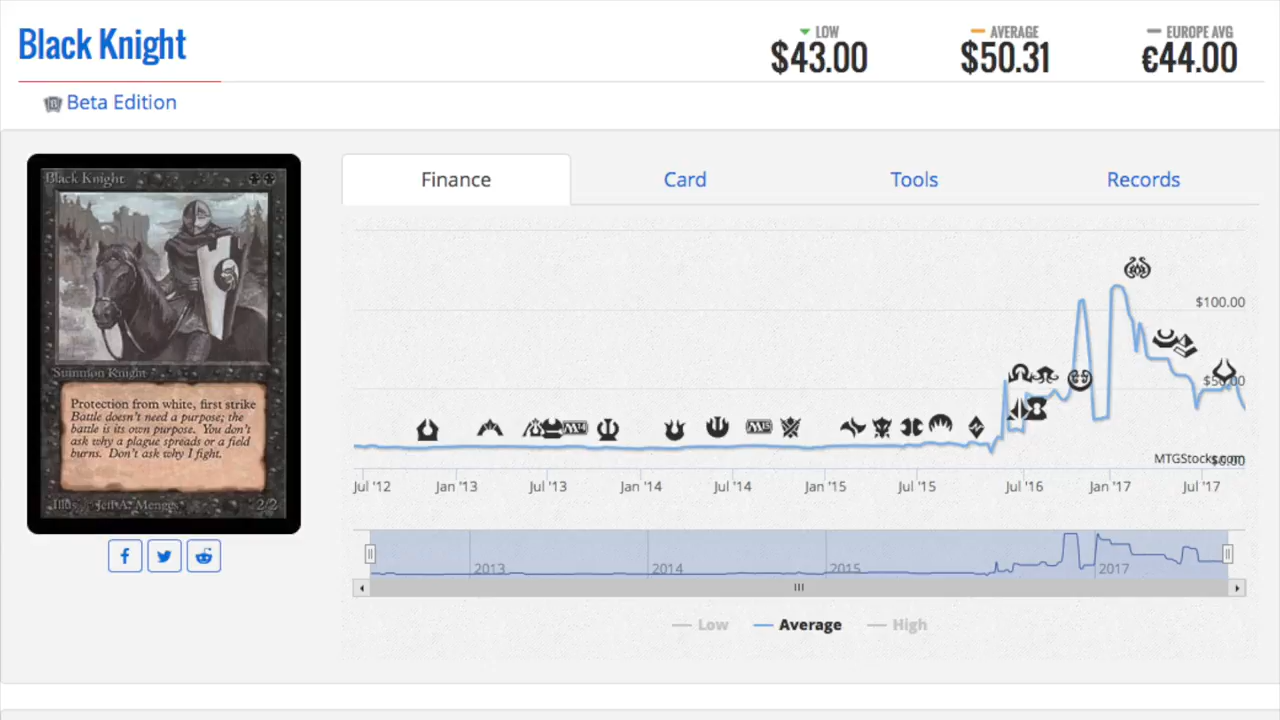 Black Knight
LOW
$43.00
AVERAGE
$50.31
EUROPE AVG
€44.00
Beta Edition
Black Knight
Summon Knight
Protection from white, first strike
Battle doesn't need a purpose; the
battle is its own purpose. You don't
ask why a plague spreads or a field
burns. Don't ask why I fight.
Illus. Jeff A. Menges
2/2
Finance
Card
Tools
Records
$100.00
$50.00
M14
M15
MTGStocks.com
$0.00
Jul '12
Jan '13
Jul '13
Jan '14
Jul '14
Jan '15
Jul '15
Jul '16
Jan '17
Jul '17
2013
2014
2015
2017
Low
Average
High